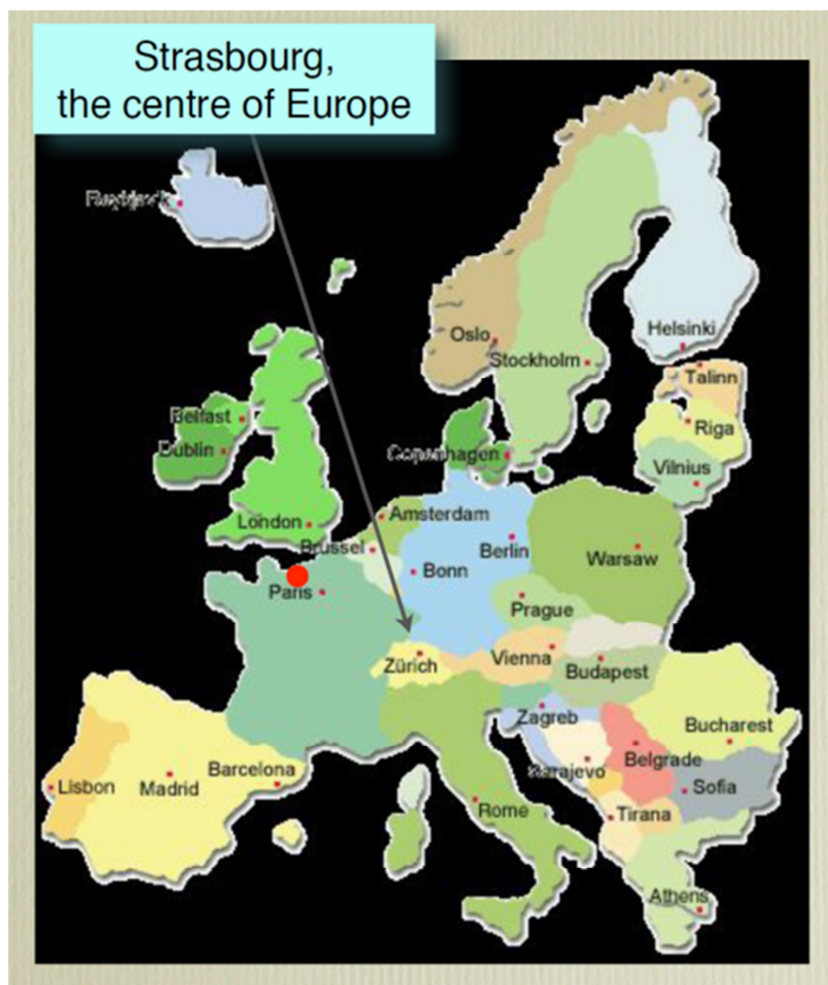 Strasbourg,
the centre of Europe
Reykjavik
Oslo
Helsinki
Stockholm
Talinn
Riga
Belfast
Dublin
Copenhagen
Vilnius
London
Amsterdam
Brussel
Berlin
Warsaw
Bonn
Paris
Prague
Zürich
Vienna
Budapest
Zagreb
Bucharest
Belgrade
Barcelona
Lisbon
Madrid
Sarajevo
Sofia
Rome
Tirana
Athens